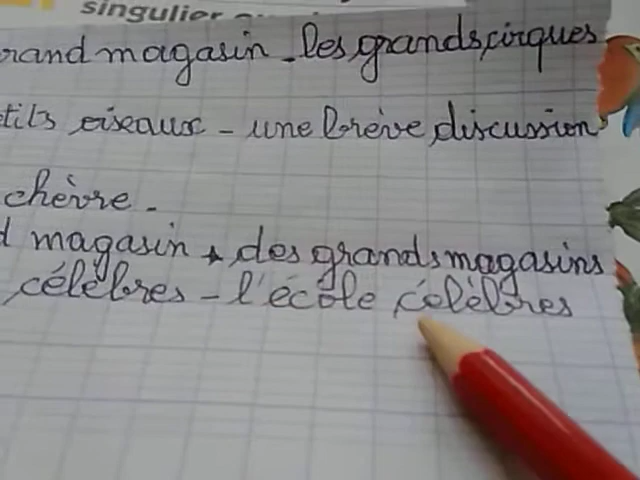 singulier
rand magasin - les grands cirques
tits oiseaux - une brève discussion
chèvre -
d magasin → des grands magasins
célèbres - l'école célèbres